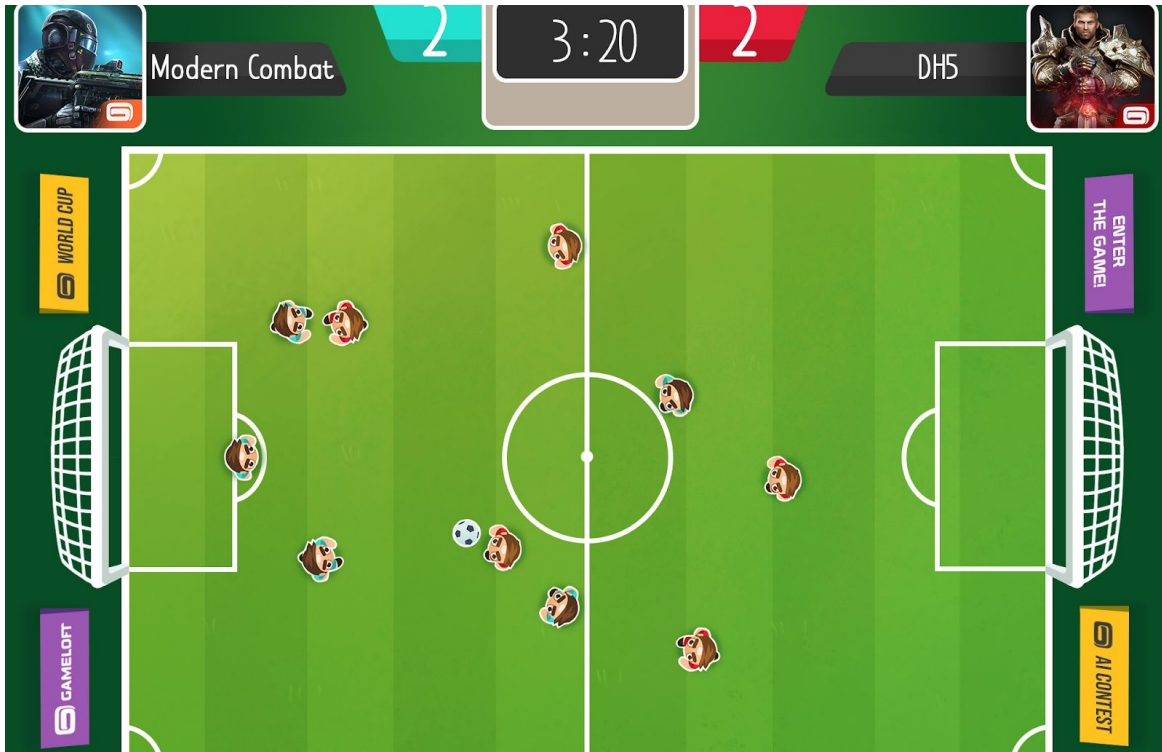 Modern Combat
2
3:20
2
DH5
WORLD CUP
ENTER
THE GAME!
GAMELOFT
AI CONTEST